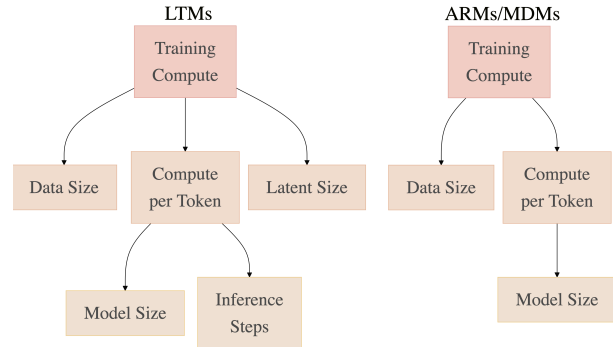 LTMs
Training
Compute
Data Size
Compute
per Token
Latent Size
Model Size
Inference
Steps
ARMs/MDMs
Training
Compute
Data Size
Compute
per Token
Model Size